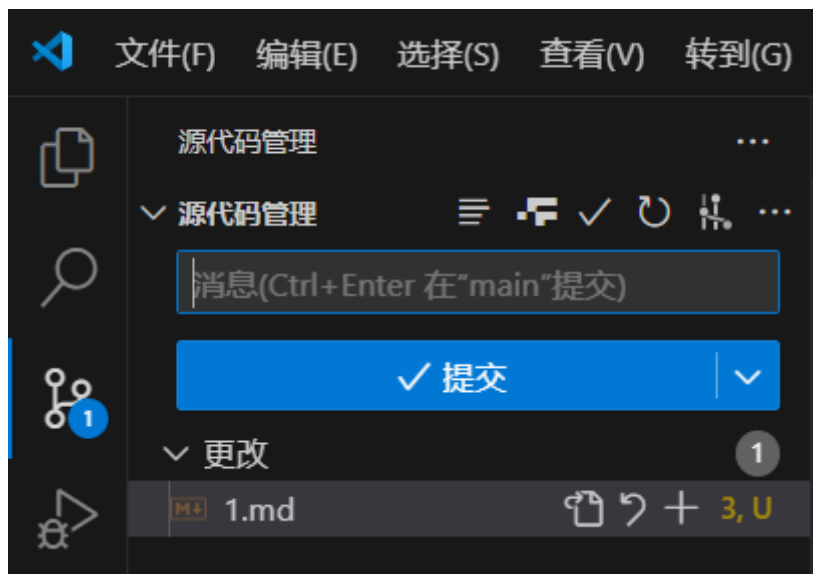 文件(F) 编辑(E) 选择(S) 查看(V) 转到(G)
源代码管理
源代码管理
消息(Ctrl+Enter 在"main"提交)
提交
1
更改 1
M↓ 1.md 3, U